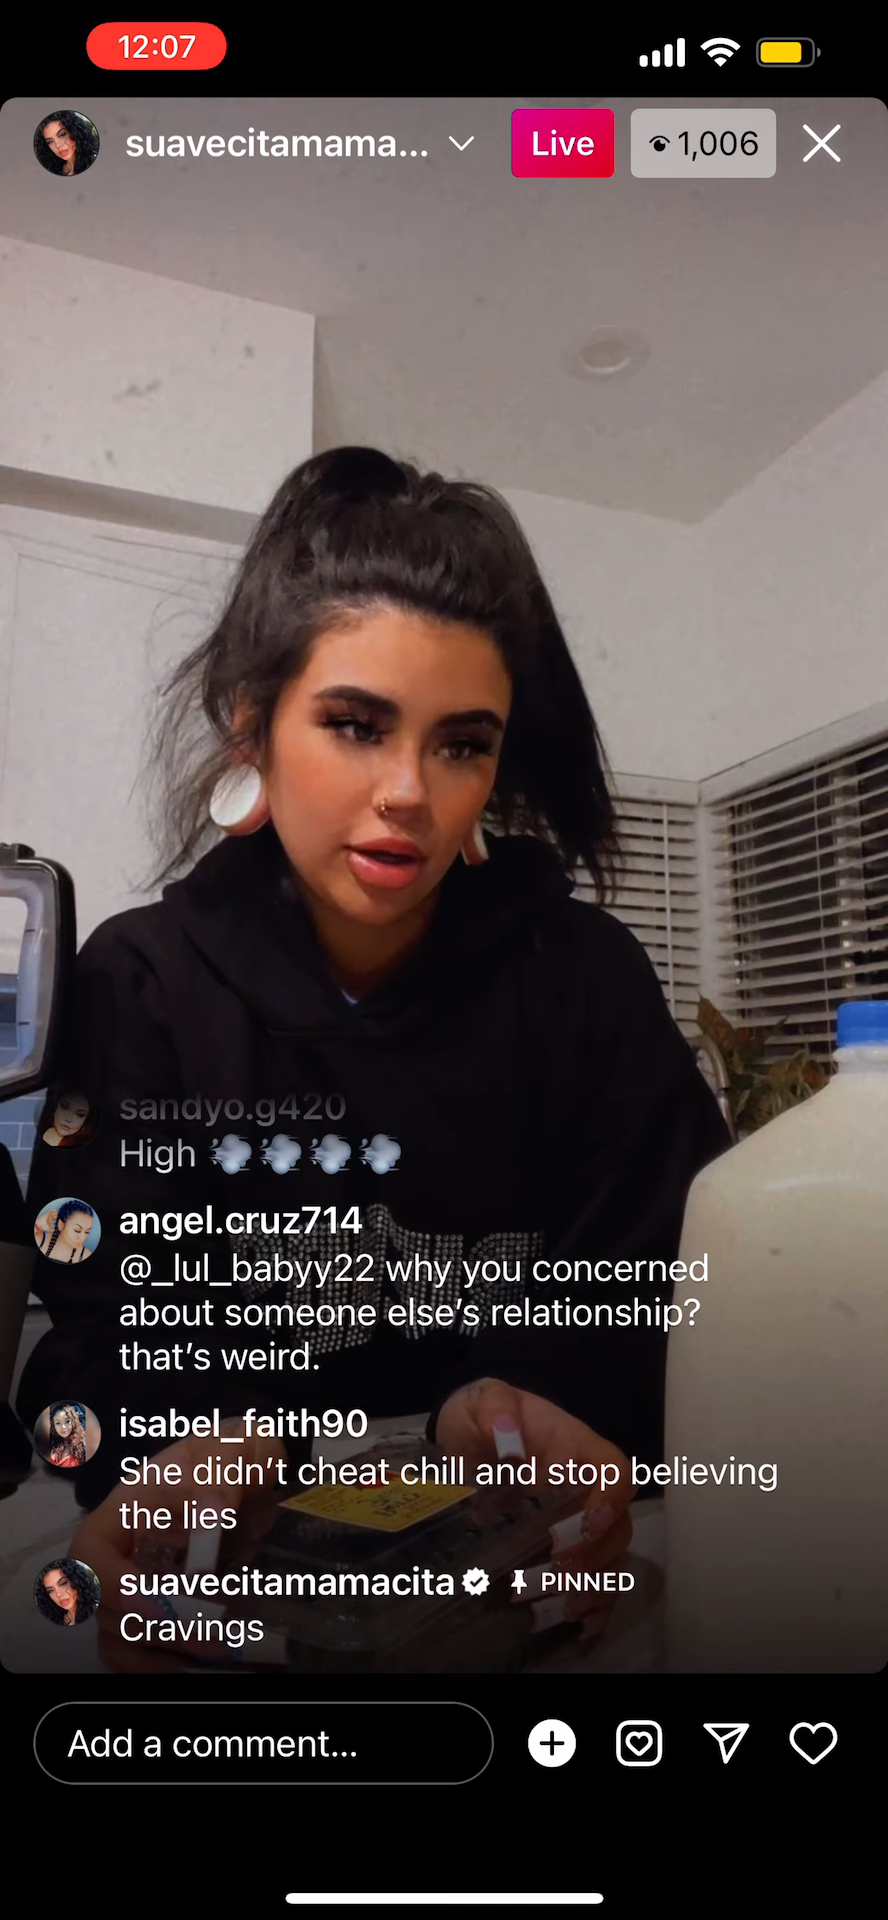 12:07
suavecitamama...
Live
1,006
sandyo.g420
High 💨💨💨💨
angel.cruz714
@_lul_babyy22 why you concerned
about someone else’s relationship?
that’s weird.
isabel_faith90
She didn’t cheat chill and stop believing
the lies
suavecitamamacita PINNED
Cravings
Add a comment...